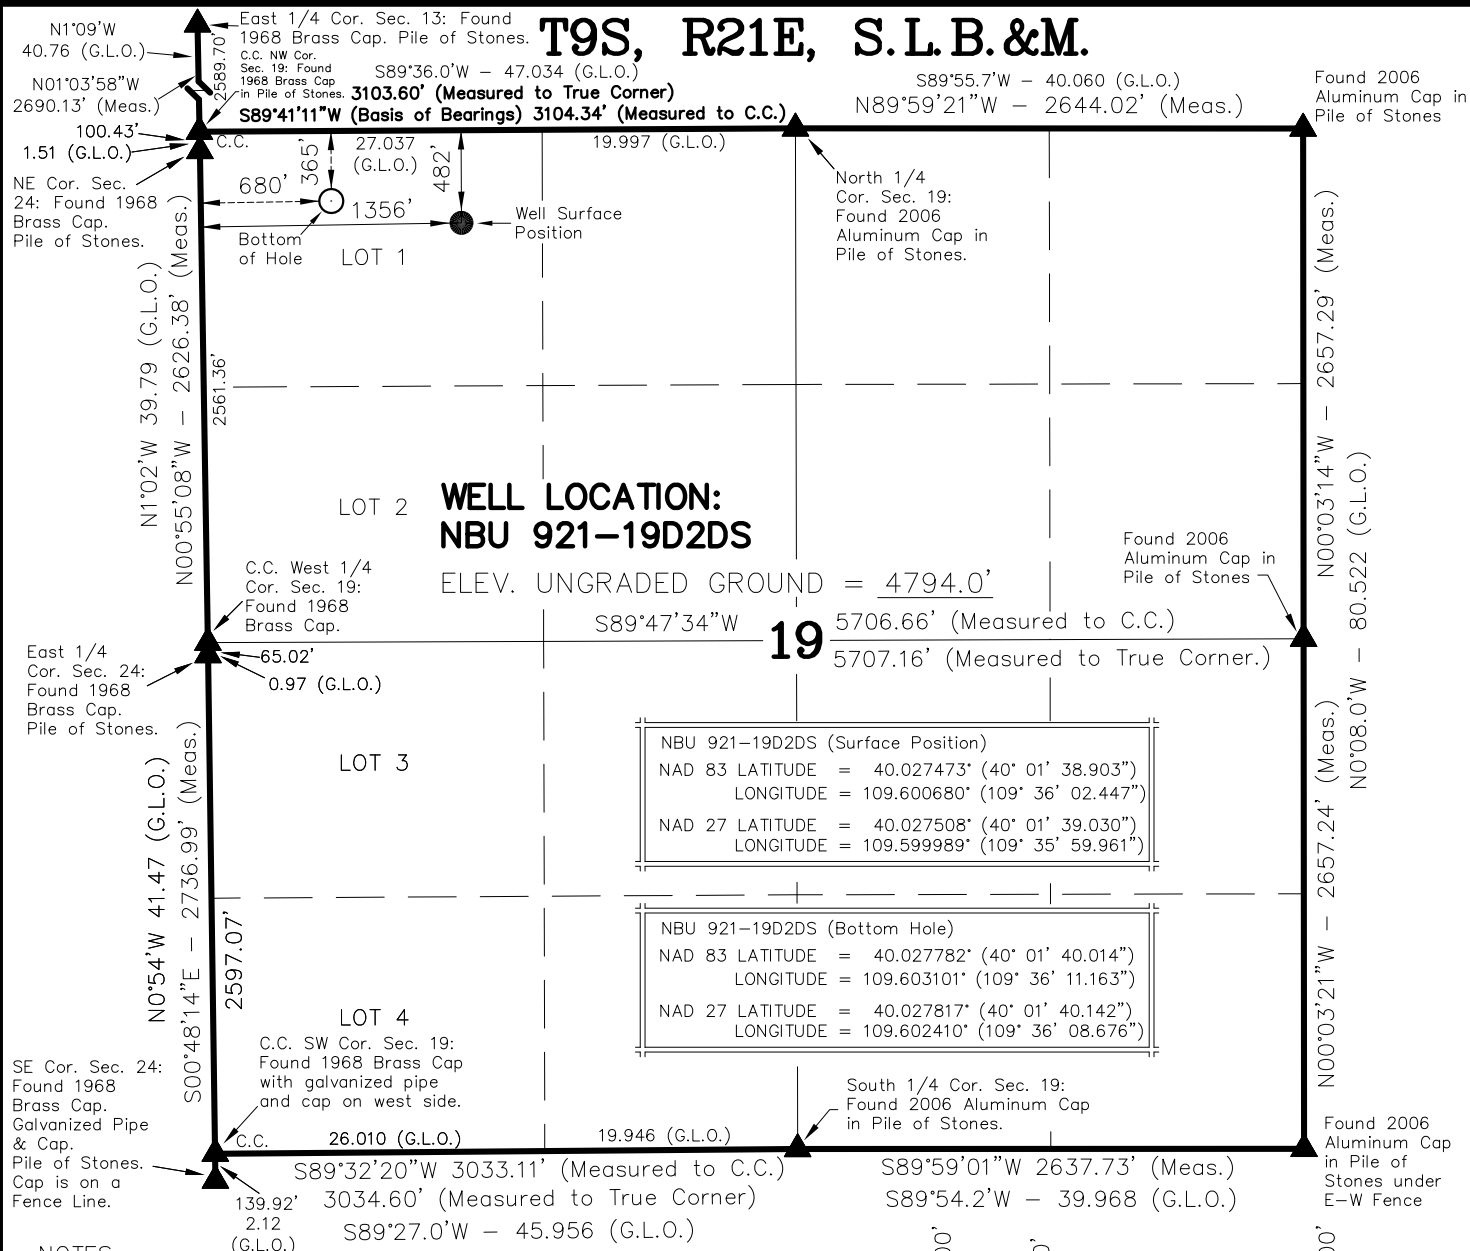 T9S, R21E, S.L.B.&M.
N1°09'W
40.76 (G.L.O.)
N01°03'58"W
2690.13' (Meas.)
2589.70'
East 1/4 Cor. Sec. 13: Found
1968 Brass Cap. Pile of Stones.
C.C. NW Cor.
Sec. 19: Found
1968 Brass Cap
in Pile of Stones.
S89°36.0'W – 47.034 (G.L.O.)
3103.60' (Measured to True Corner)
S89°41'11"W (Basis of Bearings) 3104.34' (Measured to C.C.)
S89°55.7'W – 40.060 (G.L.O.)
N89°59'21"W – 2644.02' (Meas.)
Found 2006
Aluminum Cap in
Pile of Stones
100.43'
1.51 (G.L.O.)
C.C.
27.037
(G.L.O.)
19.997 (G.L.O.)
NE Cor. Sec.
24: Found 1968
Brass Cap.
Pile of Stones.
365'
482'
680'
1356'
Well Surface
Position
Bottom
of Hole
LOT 1
North 1/4
Cor. Sec. 19:
Found 2006
Aluminum Cap in
Pile of Stones.
N1°02'W 39.79 (G.L.O.)
N00°55'08"W – 2626.38' (Meas.)
2561.36'
N00°03'14"W – 2657.29' (Meas.)
N0°08.0'W – 80.522 (G.L.O.)
LOT 2
WELL LOCATION:
NBU 921–19D2DS
ELEV. UNGRADED GROUND = 4794.0'
Found 2006
Aluminum Cap in
Pile of Stones
C.C. West 1/4
Cor. Sec. 19:
Found 1968
Brass Cap.
S89°47'34"W
19
5706.66' (Measured to C.C.)
5707.16' (Measured to True Corner.)
East 1/4
Cor. Sec. 24:
Found 1968
Brass Cap.
Pile of Stones.
65.02'
0.97 (G.L.O.)
LOT 3
NBU 921–19D2DS (Surface Position)
NAD 83 LATITUDE = 40.027473° (40° 01' 38.903")
LONGITUDE = 109.600680° (109° 36' 02.447")
NAD 27 LATITUDE = 40.027508° (40° 01' 39.030")
LONGITUDE = 109.599989° (109° 35' 59.961")
N0°54'W 41.47 (G.L.O.)
S00°48'14"E – 2736.99' (Meas.)
2597.07'
N00°03'21"W – 2657.24' (Meas.)
NBU 921–19D2DS (Bottom Hole)
NAD 83 LATITUDE = 40.027782° (40° 01' 40.014")
LONGITUDE = 109.603101° (109° 36' 11.163")
NAD 27 LATITUDE = 40.027817° (40° 01' 40.142")
LONGITUDE = 109.602410° (109° 36' 08.676")
LOT 4
C.C. SW Cor. Sec. 19:
Found 1968 Brass Cap
with galvanized pipe
and cap on west side.
SE Cor. Sec. 24:
Found 1968
Brass Cap.
Galvanized Pipe
& Cap.
Pile of Stones.
Cap is on a
Fence Line.
South 1/4 Cor. Sec. 19:
Found 2006 Aluminum Cap
in Pile of Stones.
C.C.
26.010 (G.L.O.)
19.946 (G.L.O.)
S89°32'20"W 3033.11' (Measured to C.C.)
3034.60' (Measured to True Corner)
S89°27.0'W – 45.956 (G.L.O.)
139.92'
2.12
(G.L.O.)
S89°59'01"W 2637.73' (Meas.)
S89°54.2'W – 39.968 (G.L.O.)
Found 2006
Aluminum Cap
in Pile of
Stones under
E–W Fence
NOTES